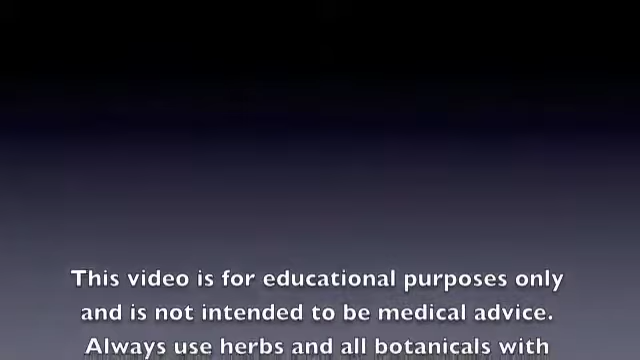 This video is for educational purposes only
and is not intended to be medical advice.
Always use herbs and all botanicals with